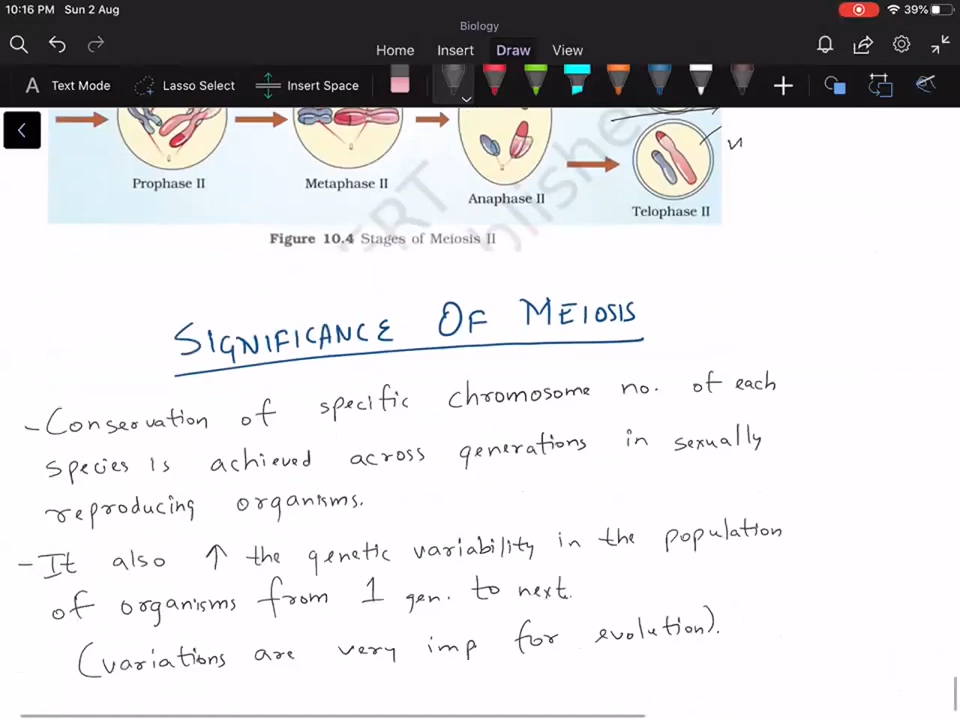 10:16 PM Sun 2 Aug
39%
Biology
Home Insert Draw View
Text Mode Lasso Select Insert Space
n
Prophase II Metaphase II Anaphase II Telophase II
Figure 10.4 Stages of Meiosis II
SIGNIFICANCE OF MEIOSIS
- Conservation of specific chromosome no. of each
species is achieved across generations in sexually
reproducing organisms.
- It also ↑ the genetic variability in the population
of organisms from 1 gen. to next.
(variations are very imp for evolution).